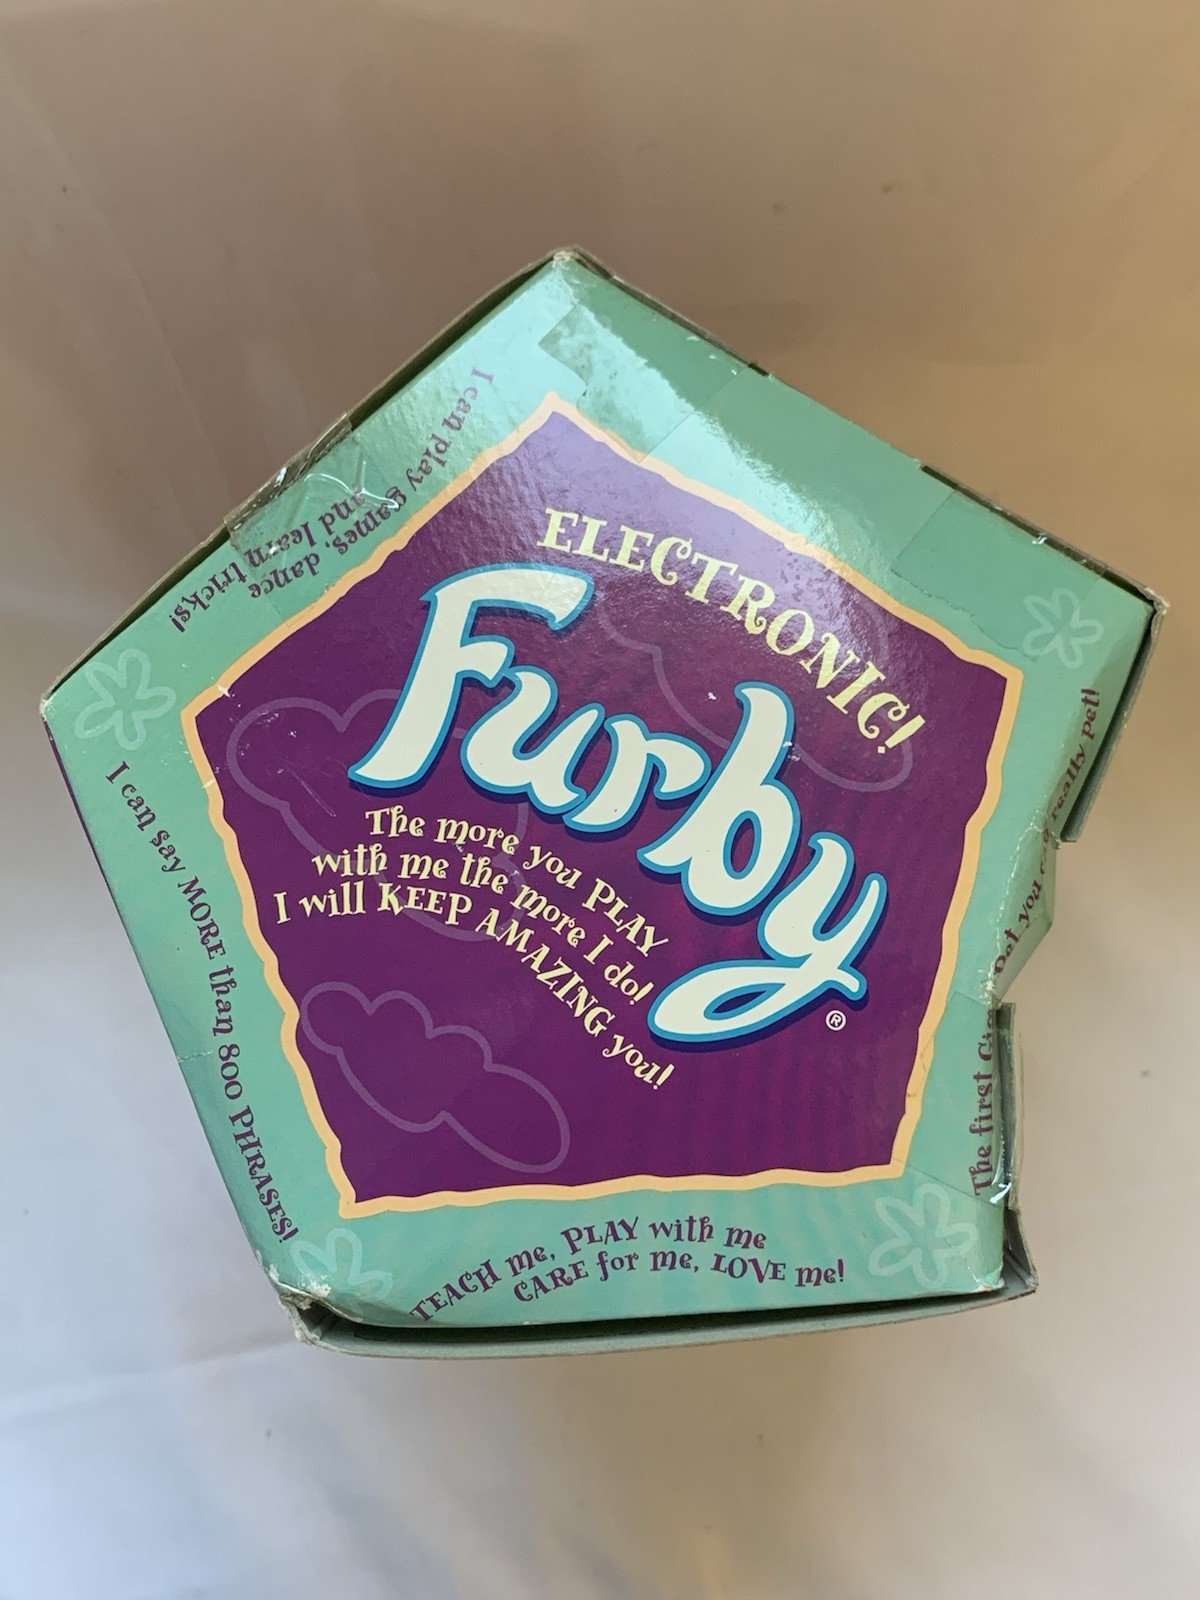 ELECTRONIC!
Furby®
The more you PLAY
with me the more I do!
I will KEEP AMAZING you!
I can play games, dance
and learn tricks!
I can say MORE than 800 PHRASES!
TEACH me, PLAY with me
CARE for me, LOVE me!
The first
you can really pet!